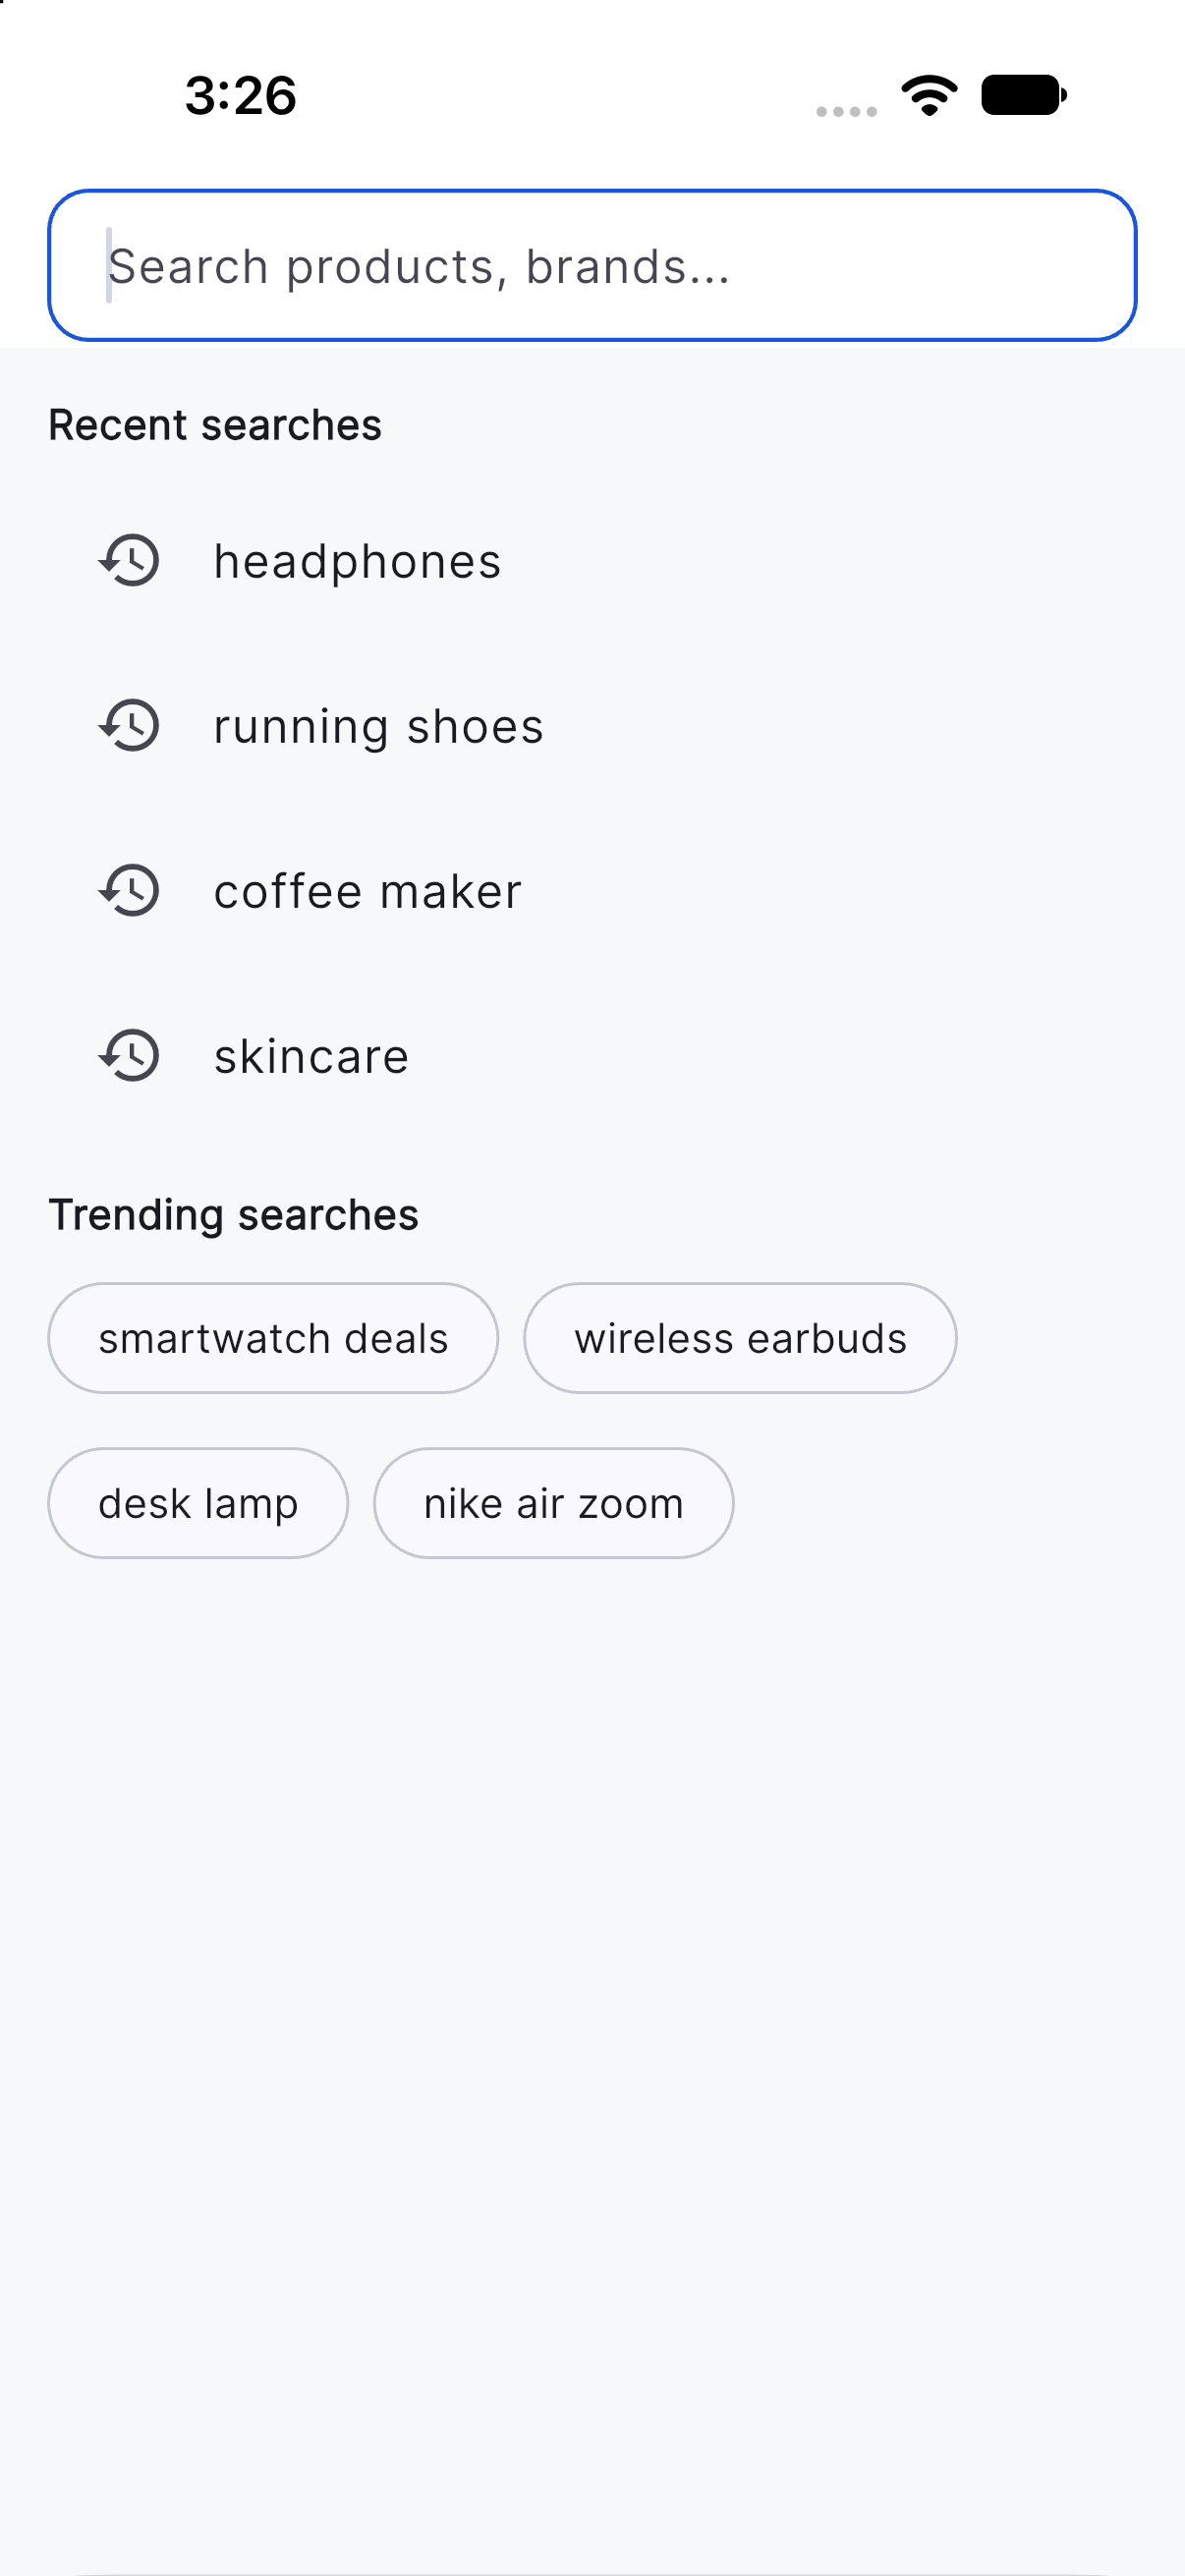 3:26
Search products, brands...
Recent searches
headphones
running shoes
coffee maker
skincare
Trending searches
smartwatch deals
wireless earbuds
desk lamp
nike air zoom